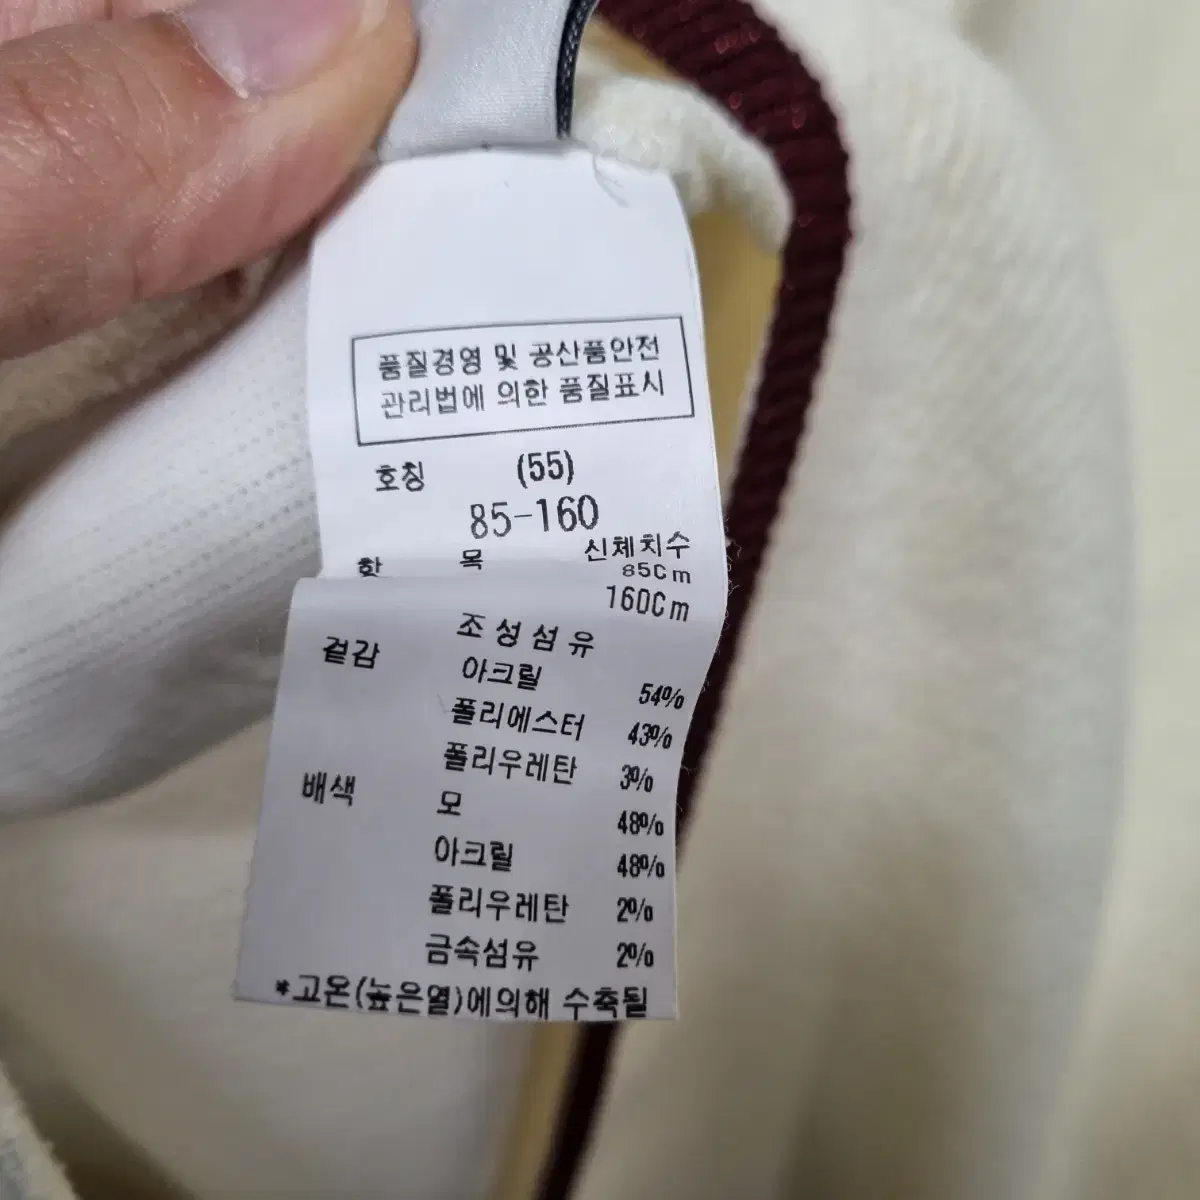 품질경영 및 공산품안전
관리법에 의한 품질표시
호칭 (55)
85-160
항 목 신체치수
85Cm
160Cm
조성섬유
겉감 아크릴 54%
폴리에스터 43%
폴리우레탄 3%
배색 모 48%
아크릴 48%
폴리우레탄 2%
금속섬유 2%
*고온(높은열)에의해 수축될